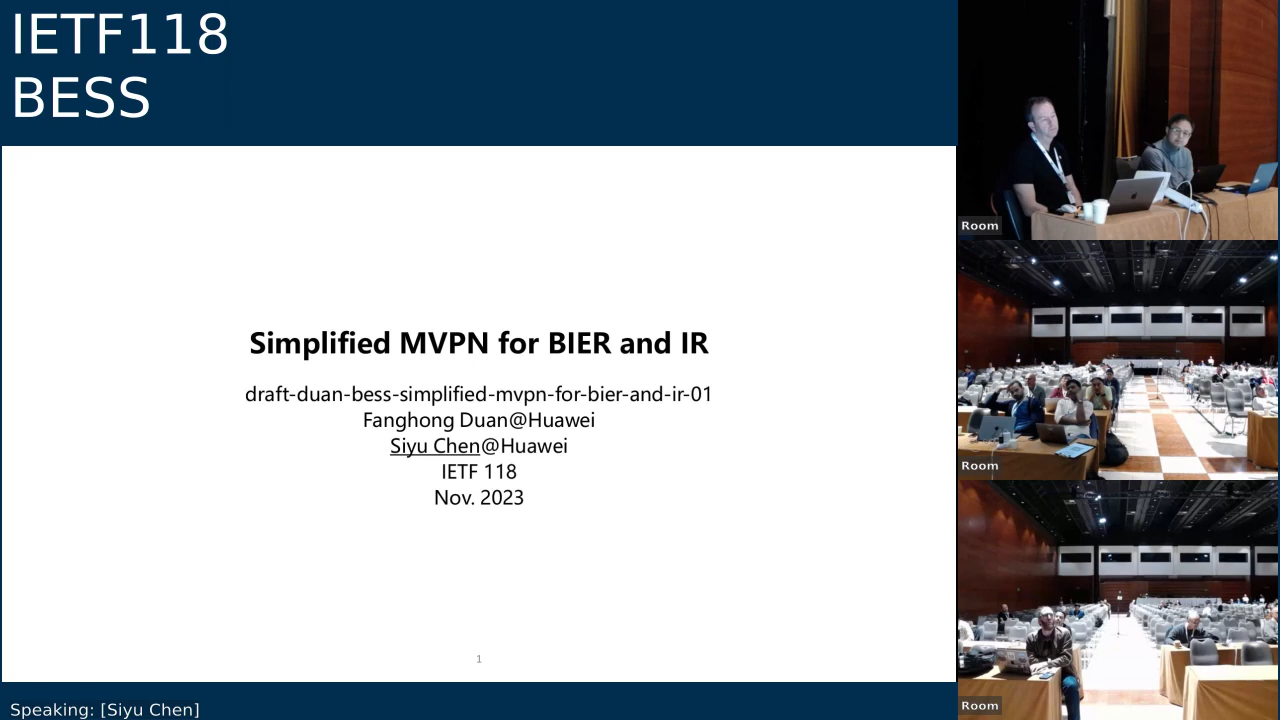 IETF118
BESS
Simplified MVPN for BIER and IR
draft-duan-bess-simplified-mvpn-for-bier-and-ir-01
Fanghong Duan@Huawei
Siyu Chen@Huawei
IETF 118
Nov. 2023
1
Speaking: [Siyu Chen]
Room
Room
Room